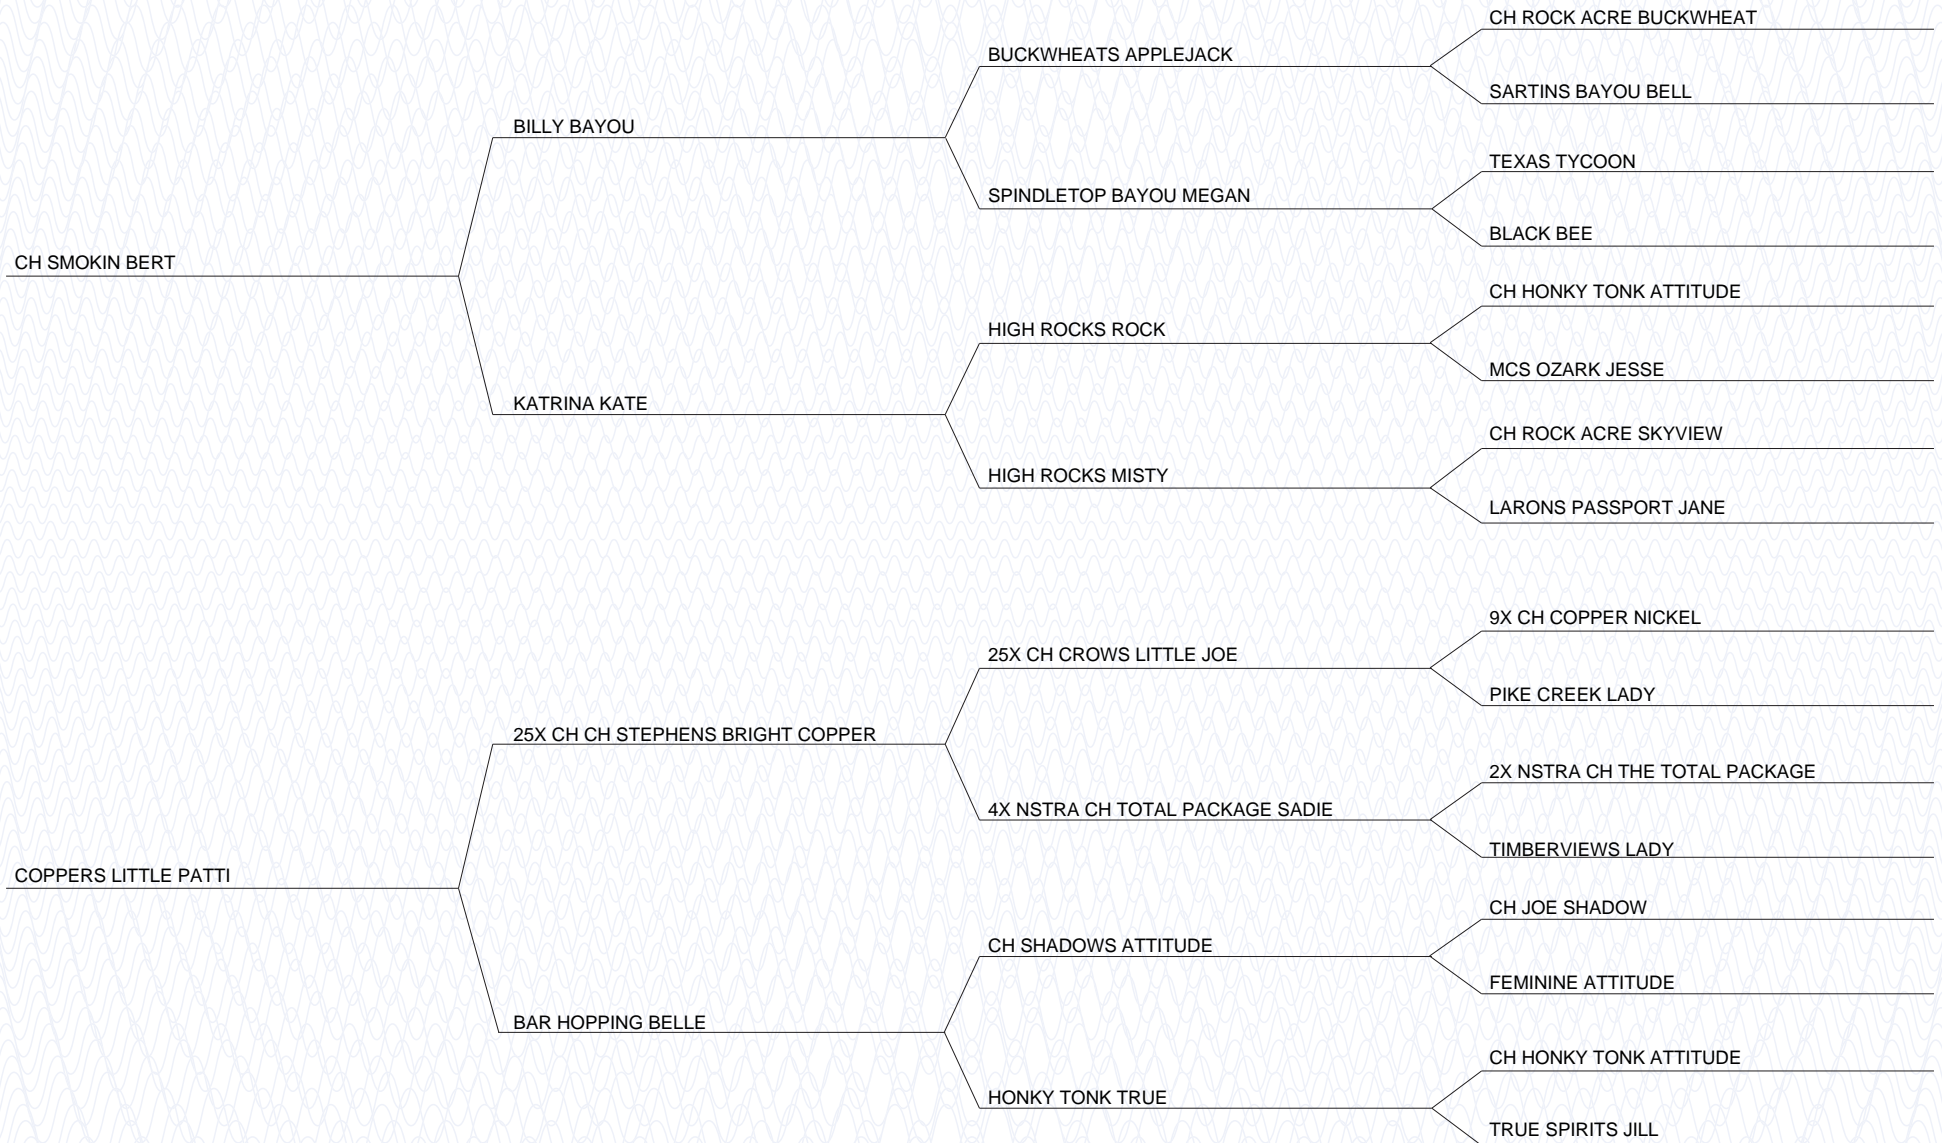 CH ROCK ACRE BUCKWHEAT
BUCKWHEATS APPLEJACK
SARTINS BAYOU BELL
BILLY BAYOU
TEXAS TYCOON
SPINDLETOP BAYOU MEGAN
BLACK BEE
CH SMOKIN BERT
CH HONKY TONK ATTITUDE
HIGH ROCKS ROCK
MCS OZARK JESSE
KATRINA KATE
CH ROCK ACRE SKYVIEW
HIGH ROCKS MISTY
LARONS PASSPORT JANE
9X CH COPPER NICKEL
25X CH CROWS LITTLE JOE
PIKE CREEK LADY
25X CH CH STEPHENS BRIGHT COPPER
2X NSTRA CH THE TOTAL PACKAGE
4X NSTRA CH TOTAL PACKAGE SADIE
TIMBERVIEWS LADY
COPPERS LITTLE PATTI
CH JOE SHADOW
CH SHADOWS ATTITUDE
FEMININE ATTITUDE
BAR HOPPING BELLE
CH HONKY TONK ATTITUDE
HONKY TONK TRUE
TRUE SPIRITS JILL